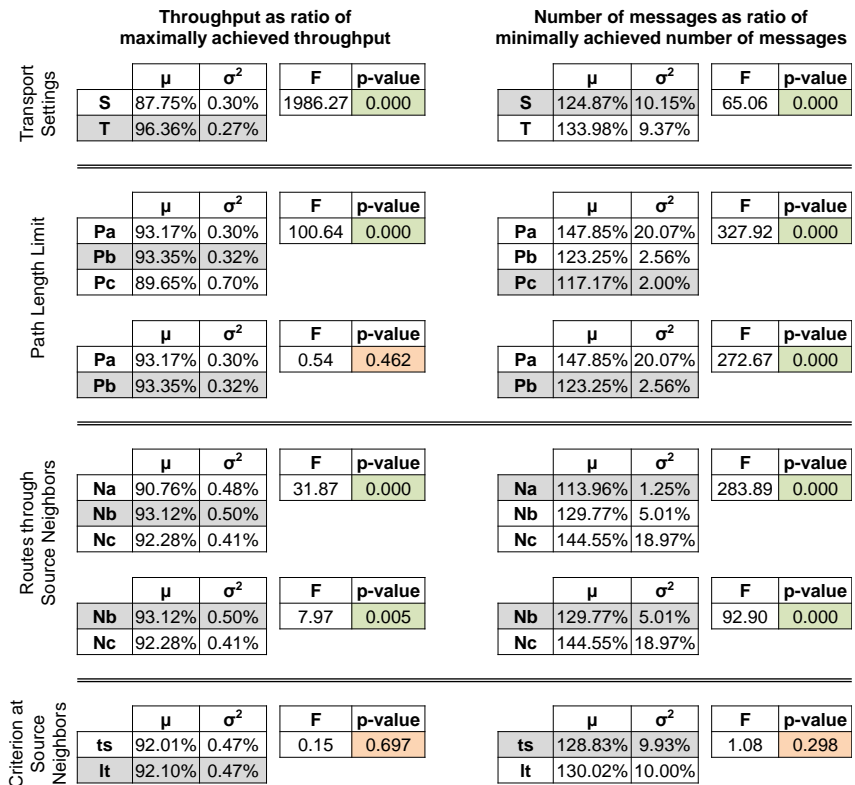 Throughput as ratio of
maximally achieved throughput
Number of messages as ratio of
minimally achieved number of messages
Transport
Settings
μ σ² F p-value
S 87.75% 0.30% 1986.27 0.000
T 96.36% 0.27%
μ σ² F p-value
S 124.87% 10.15% 65.06 0.000
T 133.98% 9.37%
Path Length Limit
μ σ² F p-value
Pa 93.17% 0.30% 100.64 0.000
Pb 93.35% 0.32%
Pc 89.65% 0.70%
μ σ² F p-value
Pa 147.85% 20.07% 327.92 0.000
Pb 123.25% 2.56%
Pc 117.17% 2.00%
μ σ² F p-value
Pa 93.17% 0.30% 0.54 0.462
Pb 93.35% 0.32%
μ σ² F p-value
Pa 147.85% 20.07% 272.67 0.000
Pb 123.25% 2.56%
Routes through
Source Neighbors
μ σ² F p-value
Na 90.76% 0.48% 31.87 0.000
Nb 93.12% 0.50%
Nc 92.28% 0.41%
μ σ² F p-value
Na 113.96% 1.25% 283.89 0.000
Nb 129.77% 5.01%
Nc 144.55% 18.97%
μ σ² F p-value
Nb 93.12% 0.50% 7.97 0.005
Nc 92.28% 0.41%
μ σ² F p-value
Nb 129.77% 5.01% 92.90 0.000
Nc 144.55% 18.97%
Criterion at
Source
Neighbors
μ σ² F p-value
ts 92.01% 0.47% 0.15 0.697
lt 92.10% 0.47%
μ σ² F p-value
ts 128.83% 9.93% 1.08 0.298
lt 130.02% 10.00%